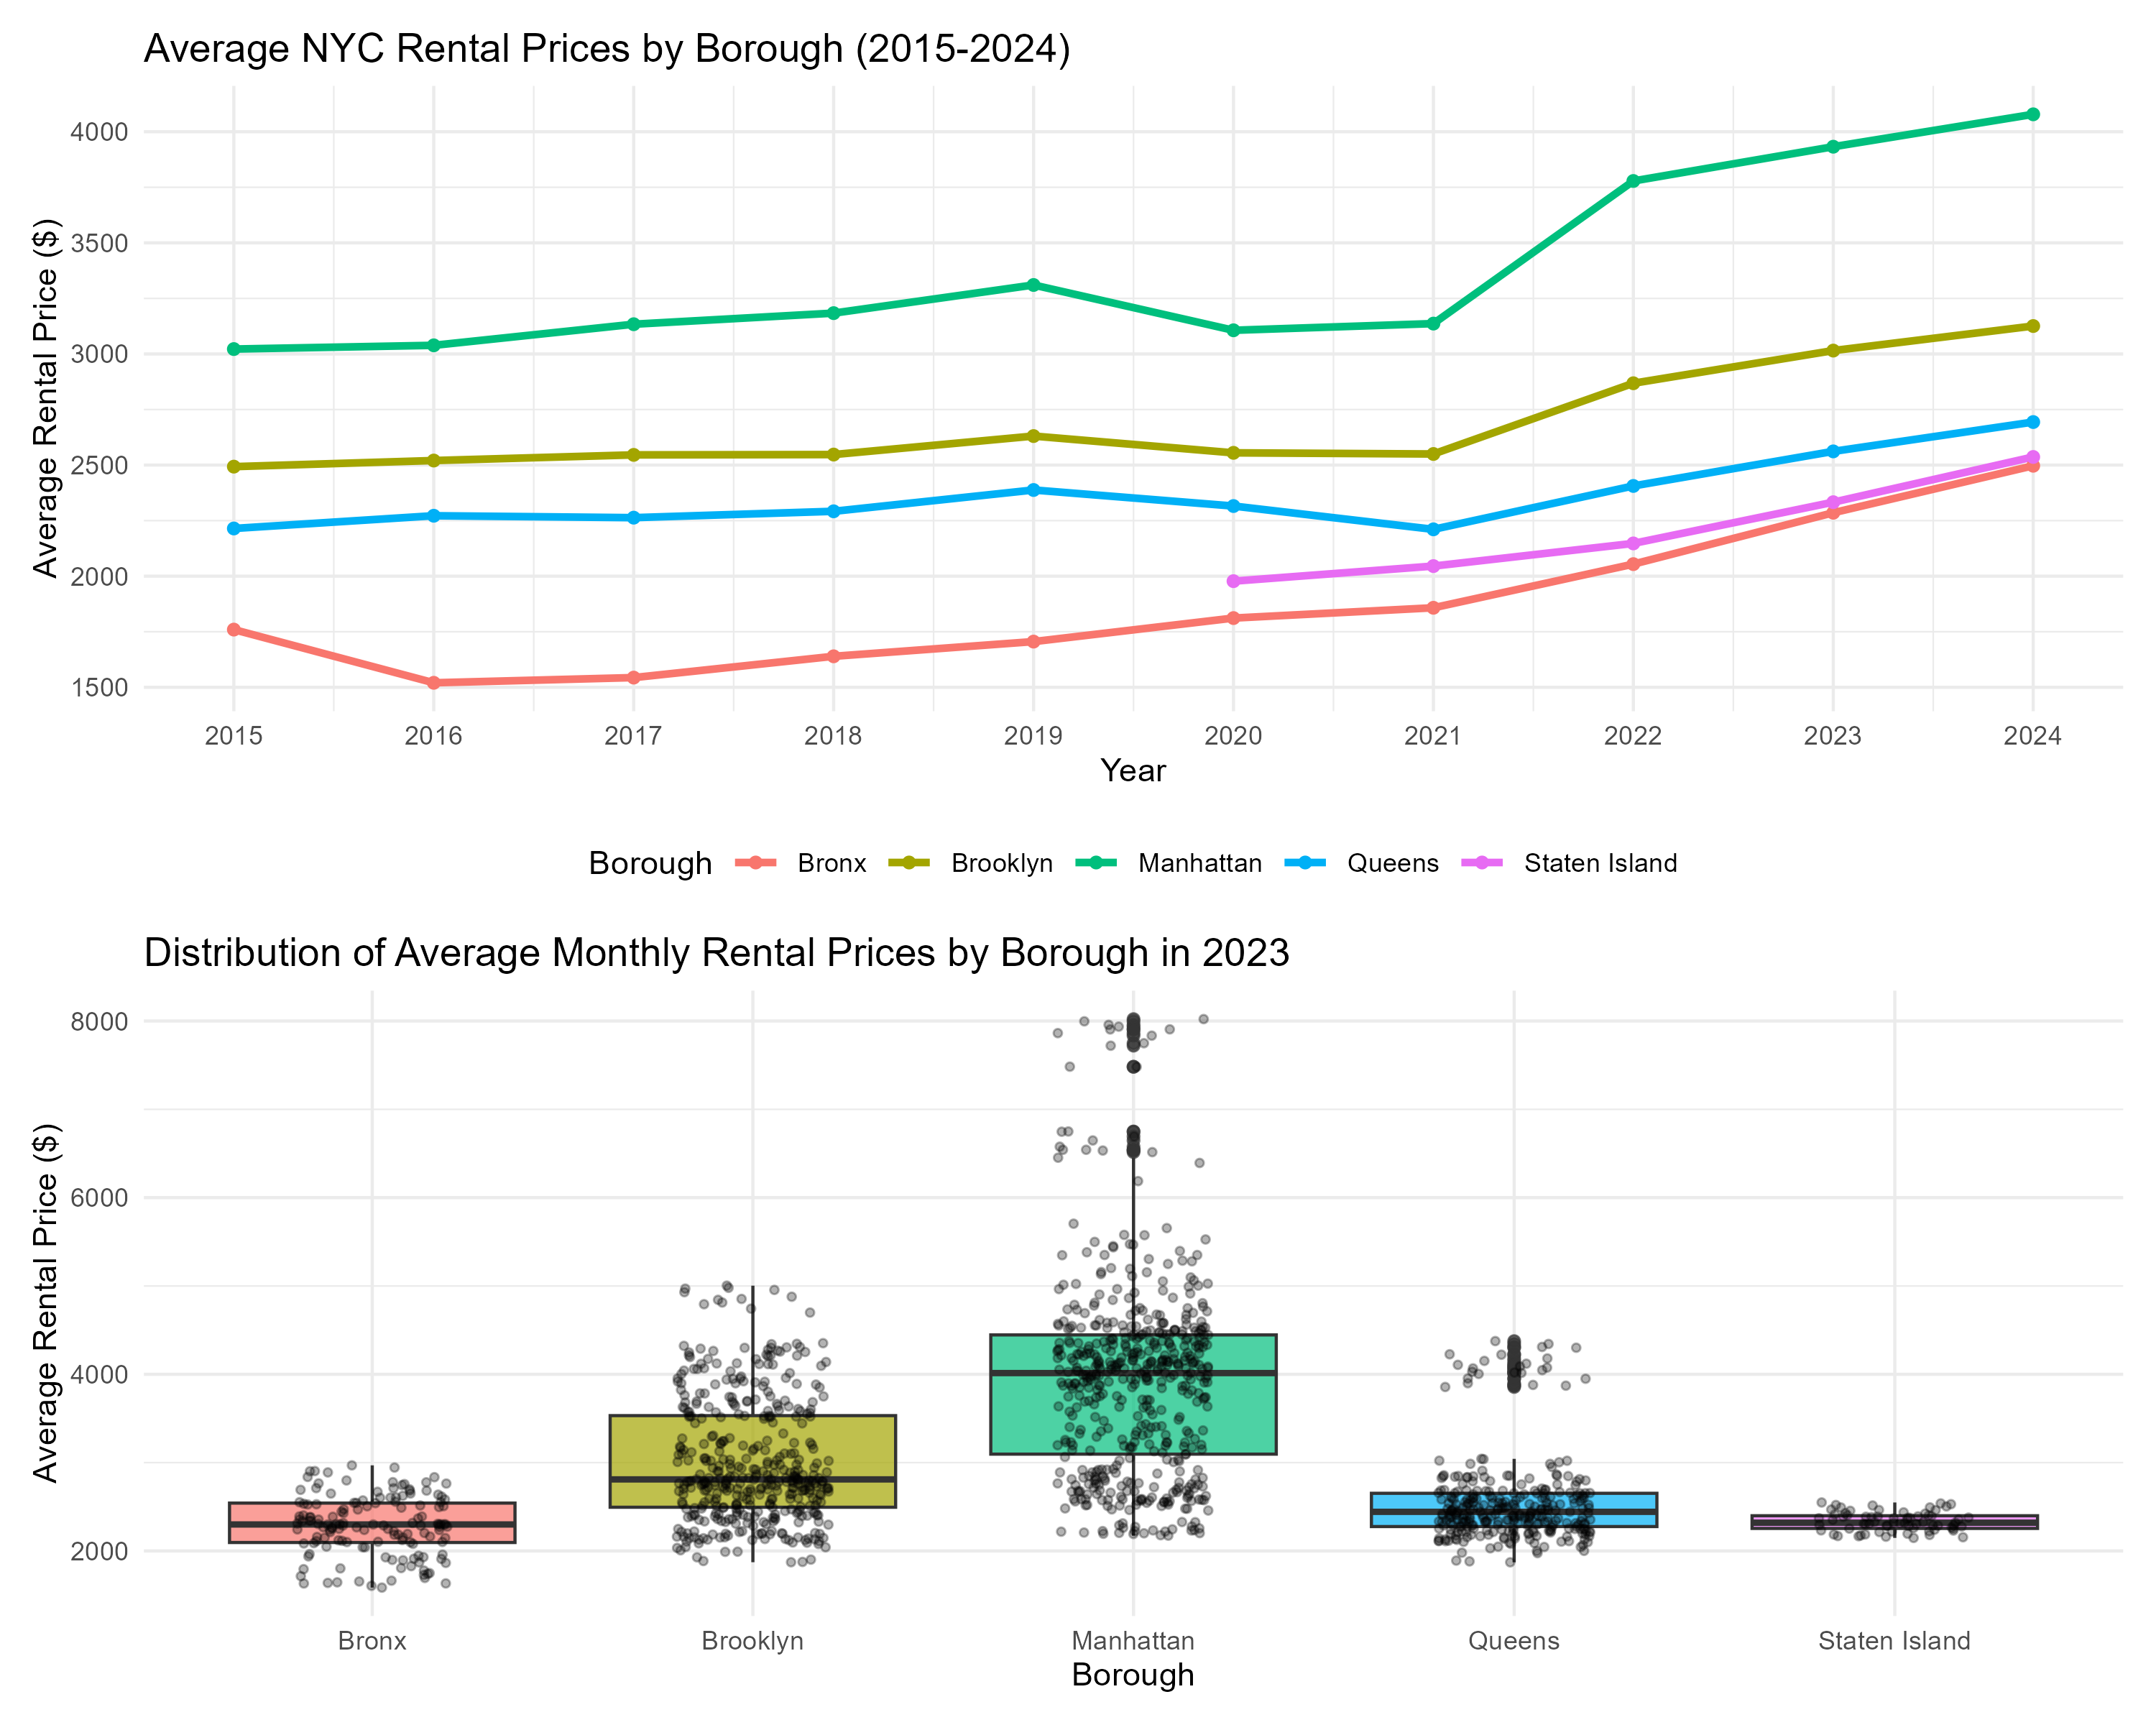 Average NYC Rental Prices by Borough (2015-2024)
Average Rental Price ($)
4000
3500
3000
2500
2000
1500
2015 2016 2017 2018 2019 2020 2021 2022 2023 2024
Year
Borough Bronx Brooklyn Manhattan Queens Staten Island
Distribution of Average Monthly Rental Prices by Borough in 2023
Average Rental Price ($)
8000
6000
4000
2000
Bronx Brooklyn Manhattan Queens Staten Island
Borough